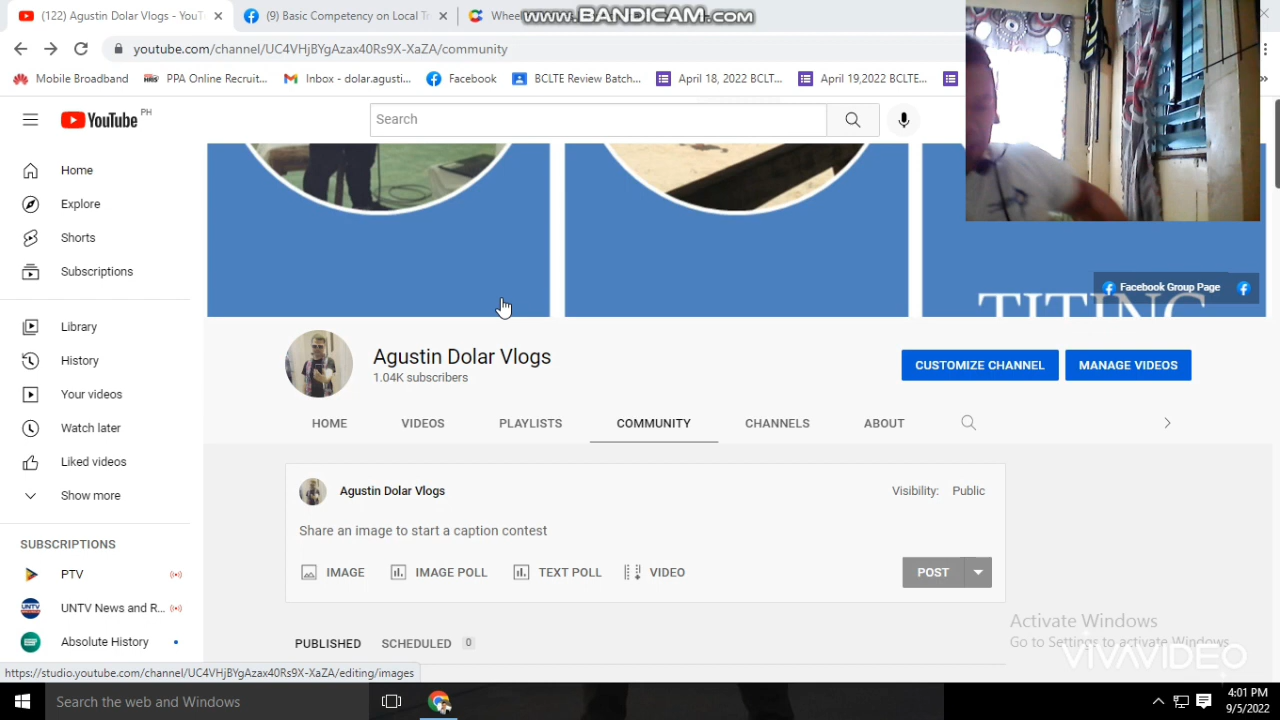 (122) Agustin Dolar Vlogs - YouT
(9) Basic Competency on Local Tr
Whee
www.BANDICAM.com
youtube.com/channel/UC4VHjBYgAzax40Rs9X-XaZA/community
Mobile Broadband
PPA Online Recruit...
Inbox - dolar.agusti...
Facebook
BCLTE Review Batch...
April 18, 2022 BCLT...
April 19,2022 BCLTE...
YouTube PH
Search
Home
Explore
Shorts
Subscriptions
Library
History
Your videos
Watch later
Liked videos
Show more
SUBSCRIPTIONS
PTV
UNTV News and R...
Absolute History
Facebook Group Page
TITING
Agustin Dolar Vlogs
1.04K subscribers
CUSTOMIZE CHANNEL
MANAGE VIDEOS
HOME
VIDEOS
PLAYLISTS
COMMUNITY
CHANNELS
ABOUT
Agustin Dolar Vlogs
Visibility: Public
Share an image to start a caption contest
IMAGE
IMAGE POLL
TEXT POLL
VIDEO
POST
PUBLISHED
SCHEDULED 0
Activate Windows
Go to Settings to activate Windows.
VIVAVIDEO
https://studio.youtube.com/channel/UC4VHjBYgAzax40Rs9X-XaZA/editing/images
Search the web and Windows
4:01 PM
9/5/2022